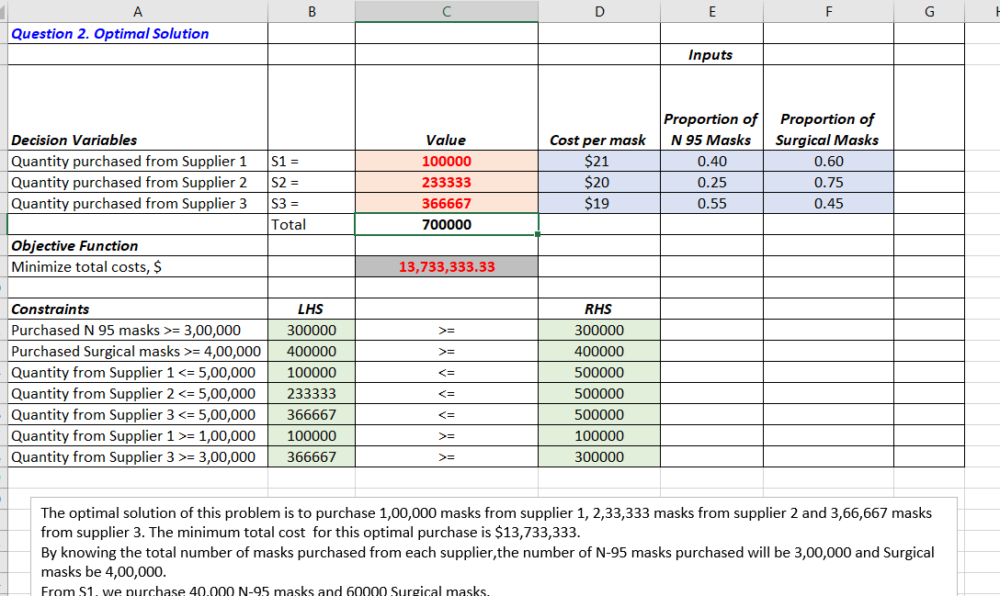 A B C D E F G
Question 2. Optimal Solution
Inputs
Proportion of Proportion of
Decision Variables Value Cost per mask N 95 Masks Surgical Masks
Quantity purchased from Supplier 1 S1 = 100000 $21 0.40 0.60
Quantity purchased from Supplier 2 S2 = 233333 $20 0.25 0.75
Quantity purchased from Supplier 3 S3 = 366667 $19 0.55 0.45
Total 700000
Objective Function
Minimize total costs, $ 13,733,333.33
Constraints LHS RHS
Purchased N 95 masks >= 3,00,000 300000 >= 300000
Purchased Surgical masks >= 4,00,000 400000 >= 400000
Quantity from Supplier 1 <= 5,00,000 100000 <= 500000
Quantity from Supplier 2 <= 5,00,000 233333 <= 500000
Quantity from Supplier 3 <= 5,00,000 366667 <= 500000
Quantity from Supplier 1 >= 1,00,000 100000 >= 100000
Quantity from Supplier 3 >= 3,00,000 366667 >= 300000
The optimal solution of this problem is to purchase 1,00,000 masks from supplier 1, 2,33,333 masks from supplier 2 and 3,66,667 masks
from supplier 3. The minimum total cost for this optimal purchase is $13,733,333.
By knowing the total number of masks purchased from each supplier,the number of N-95 masks purchased will be 3,00,000 and Surgical
masks be 4,00,000.
From S1, we purchase 40,000 N-95 masks and 60000 Surgical masks.